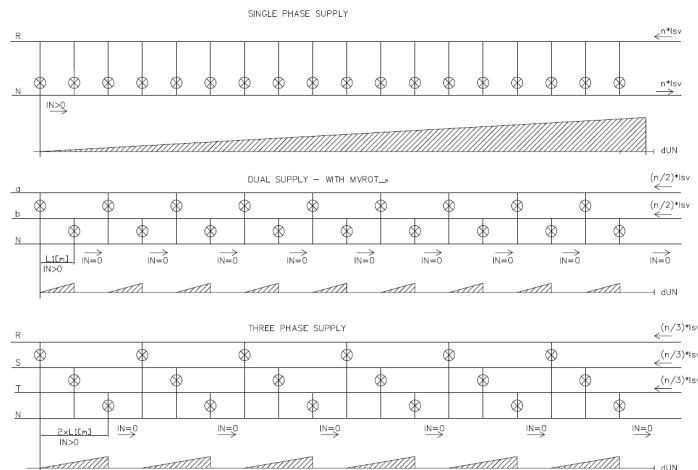 SINGLE PHASE SUPPLY
R
n*Isv
N
n*Isv
IN>0
dUN
DUAL SUPPLY – WITH MVROT_x
a
(n/2)*Isv
b
(n/2)*Isv
N
L1[m]
IN>0
IN=0 IN=0 IN=0 IN=0 IN=0 IN=0 IN=0 IN=0 IN=0
dUN
THREE PHASE SUPPLY
R
(n/3)*Isv
S
(n/3)*Isv
T
(n/3)*Isv
N
2xL1[m]
IN>0
IN=0 IN=0 IN=0 IN=0 IN=0 IN=0
dUN